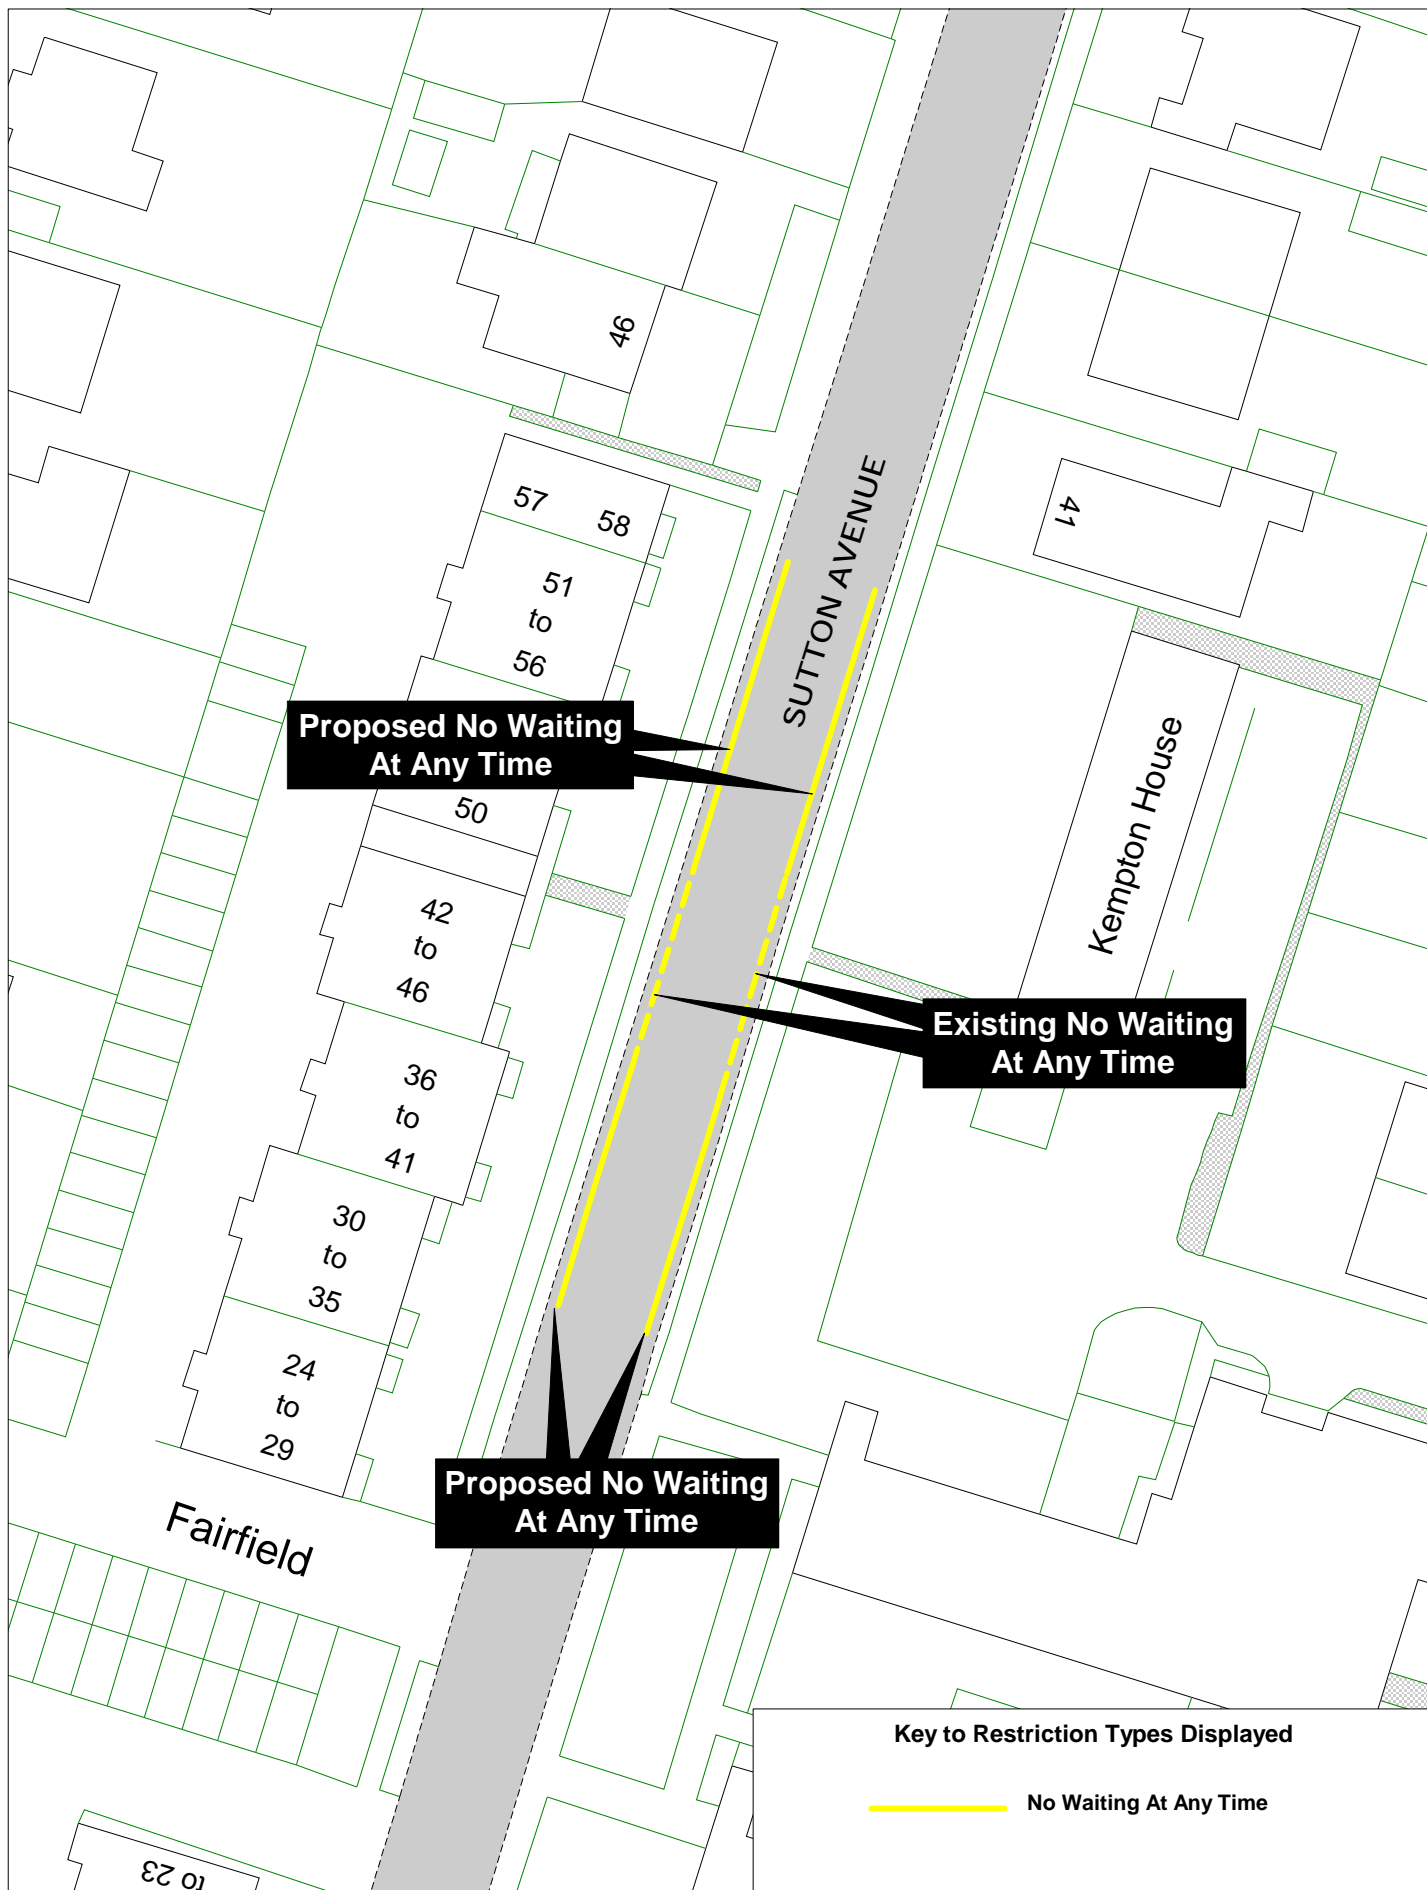 46
57 58
51
to
56
SUTTON AVENUE
41
Proposed No Waiting
At Any Time
50
Kempton House
42
to
46
Existing No Waiting
At Any Time
36
to
41
30
to
35
24
to
29
Proposed No Waiting
At Any Time
Fairfield
Key to Restriction Types Displayed
No Waiting At Any Time
to 23